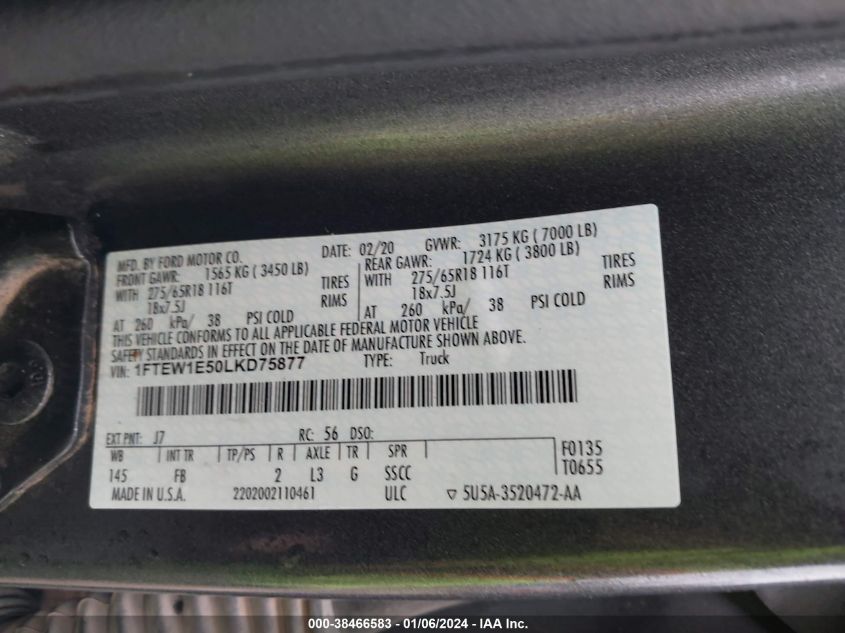 MFD. BY FORD MOTOR CO. DATE: 02/20 GVWR: 3175 KG ( 7000 LB)
FRONT GAWR: 1565 KG ( 3450 LB) REAR GAWR: 1724 KG ( 3800 LB)
WITH 275/65R18 116T TIRES WITH 275/65R18 116T TIRES
18x7.5J RIMS 18x7.5J RIMS
AT 260 kPa/ 38 PSI COLD AT 260 kPa/ 38 PSI COLD
THIS VEHICLE CONFORMS TO ALL APPLICABLE FEDERAL MOTOR VEHICLE
SAFETY STANDARDS IN EFFECT ON THE DATE OF MANUFACTURE SHOWN ABOVE.
VIN: 1FTEW1E50LKD75877 TYPE: Truck
EXT PNT: J7 RC: 56 DSO: F0135
WB INT TR TP/PS R AXLE TR SPR T0655
145 FB 2 L3 G SSCC
MADE IN U.S.A. 2202002110461 ULC ▽ 5U5A-3520472-AA
000-38466583 - 01/06/2024 - IAA Inc.